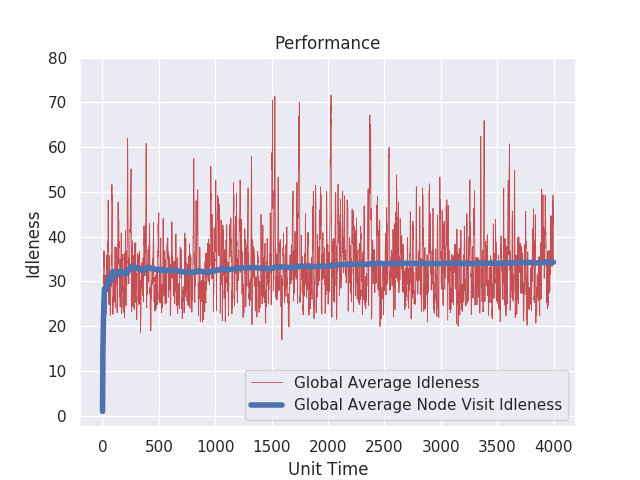 Performance
80
70
60
50
40
30
20
10
0
Idleness
0 500 1000 1500 2000 2500 3000 3500 4000
Unit Time
Global Average Idleness
Global Average Node Visit Idleness